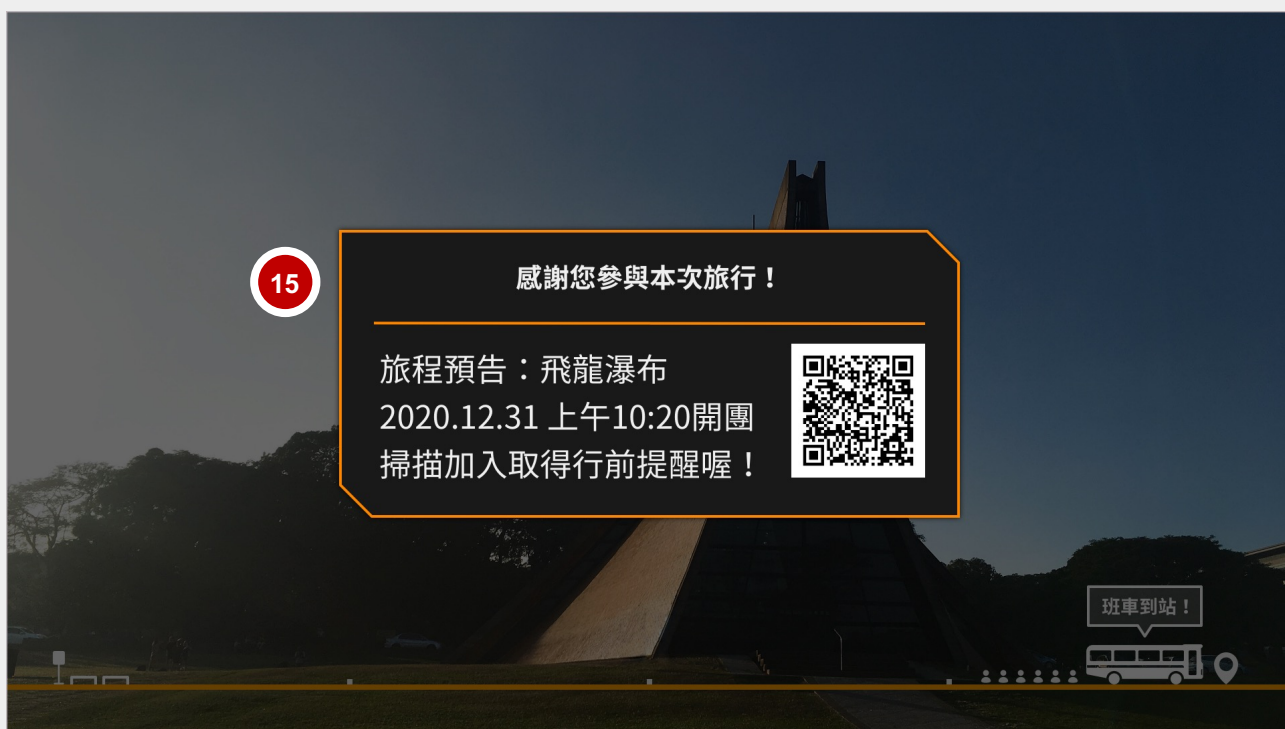 15
感謝您參與本次旅行！
旅程預告：飛龍瀑布
2020.12.31 上午10:20開團
掃描加入取得行前提醒喔！
班車到站！